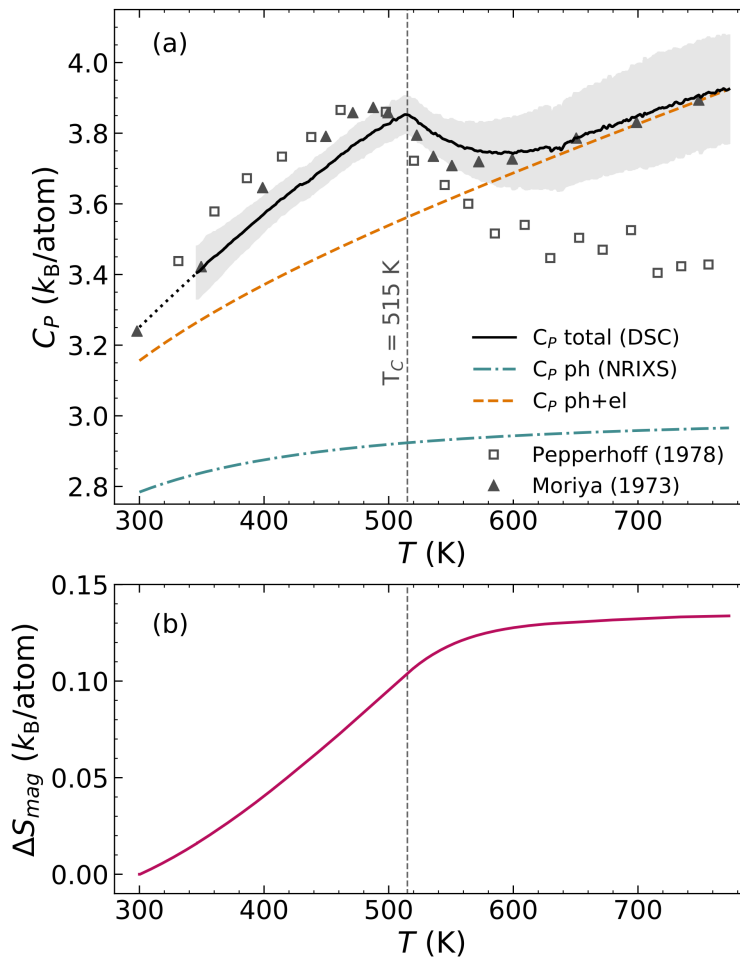 (a)
4.0
3.8
3.6
3.4
3.2
3.0
2.8
C_P (k_B/atom)
T_C = 515 K
C_P total (DSC)
C_P ph (NRIXS)
C_P ph+el
Pepperhoff (1978)
Moriya (1973)
300 400 500 600 700
T (K)
(b)
0.15
0.10
0.05
0.00
ΔS_mag (k_B/atom)
300 400 500 600 700
T (K)